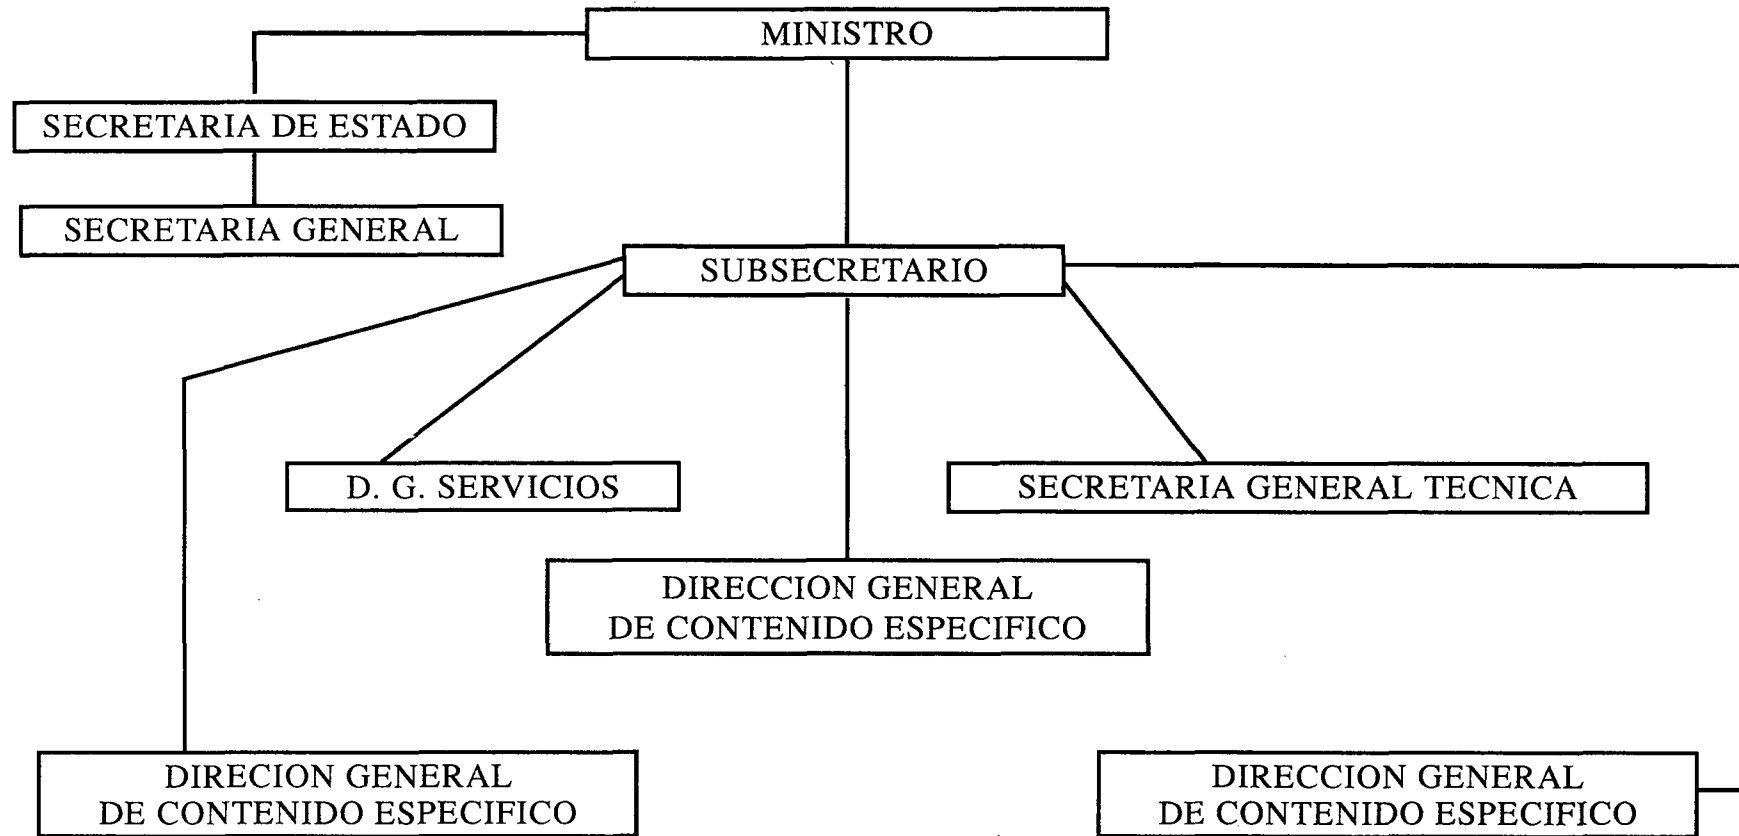 MINISTRO
SECRETARIA DE ESTADO
SECRETARIA GENERAL
SUBSECRETARIO
D. G. SERVICIOS
SECRETARIA GENERAL TECNICA
DIRECCION GENERAL
DE CONTENIDO ESPECIFICO
DIRECION GENERAL
DE CONTENIDO ESPECIFICO
DIRECCION GENERAL
DE CONTENIDO ESPECIFICO